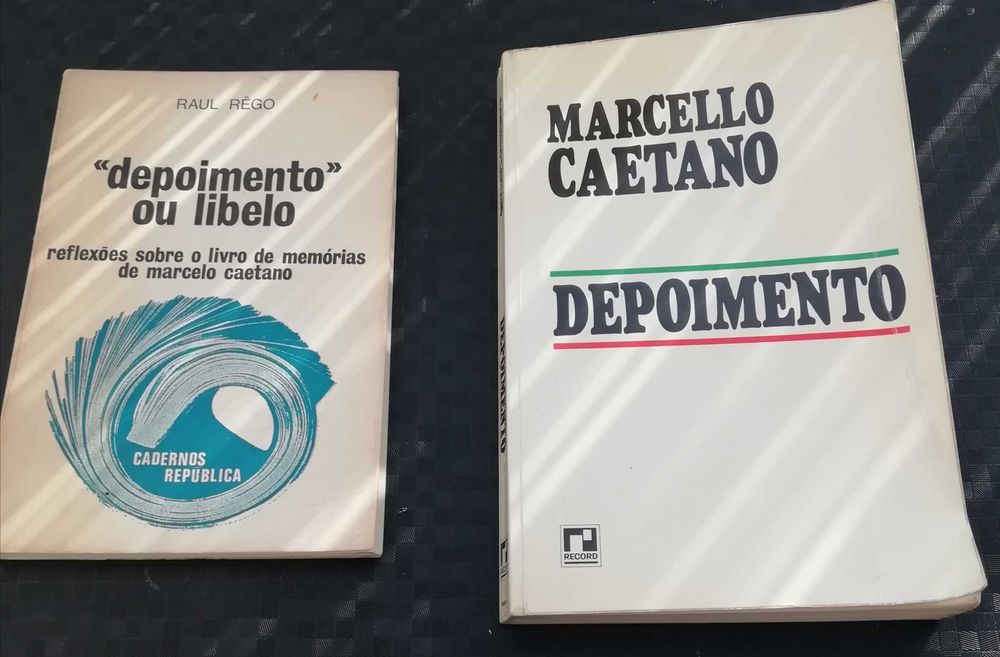 RAUL RÊGO
«depoimento»
ou libelo
reflexões sobre o livro de memórias
de marcelo caetano
CADERNOS
REPÚBLICA
MARCELLO
CAETANO
DEPOIMENTO
RECORD
DEPOIMENTO